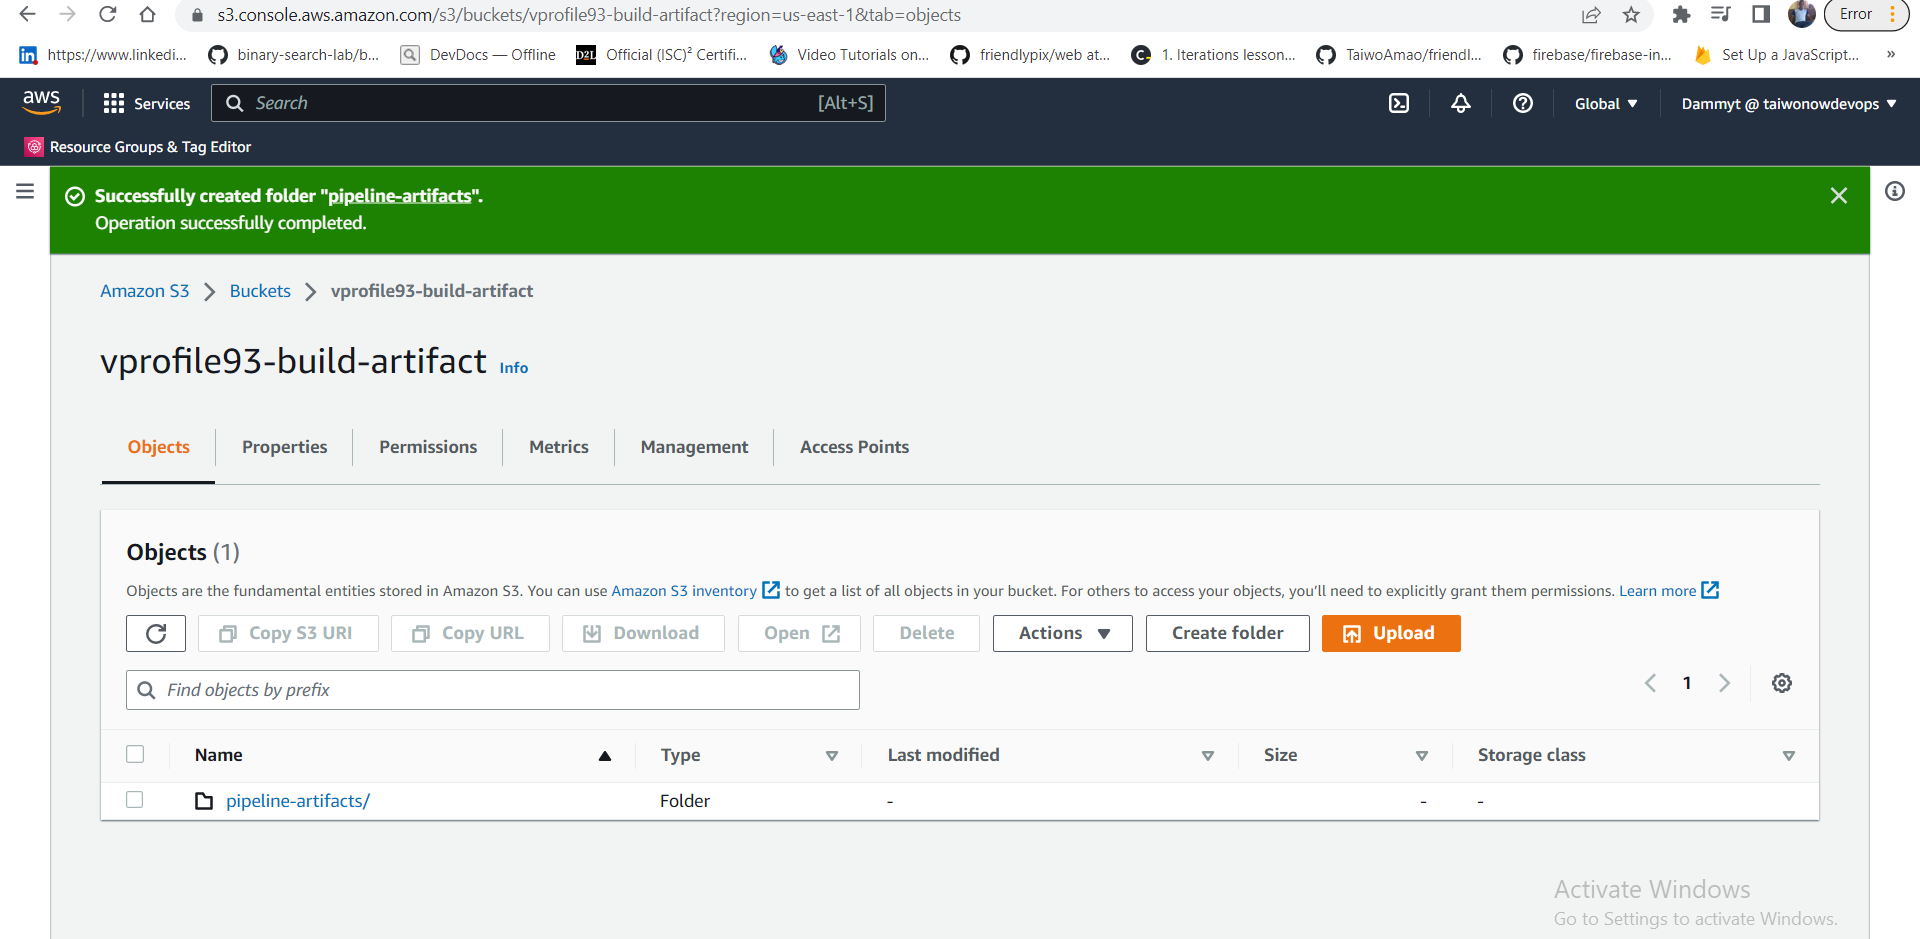 s3.console.aws.amazon.com/s3/buckets/vprofile93-build-artifact?region=us-east-1&tab=objects
Error
https://www.linkedi...
binary-search-lab/b...
DevDocs — Offline
D2L
Official (ISC)² Certifi...
Video Tutorials on...
friendlypix/web at...
1. Iterations lesson...
TaiwoAmao/friendl...
firebase/firebase-in...
Set Up a JavaScript...
»
aws
Services
Search
[Alt+S]
Global
Dammyt @ taiwonowdevops
Resource Groups & Tag Editor
Successfully created folder "pipeline-artifacts".
Operation successfully completed.
Amazon S3
Buckets
vprofile93-build-artifact
vprofile93-build-artifact Info
Objects
Properties
Permissions
Metrics
Management
Access Points
Objects (1)
Objects are the fundamental entities stored in Amazon S3. You can use Amazon S3 inventory to get a list of all objects in your bucket. For others to access your objects, you'll need to explicitly grant them permissions. Learn more
Copy S3 URI
Copy URL
Download
Open
Delete
Actions
Create folder
Upload
Find objects by prefix
1
Name
Type
Last modified
Size
Storage class
pipeline-artifacts/
Folder
-
-
-
Activate Windows
Go to Settings to activate Windows.